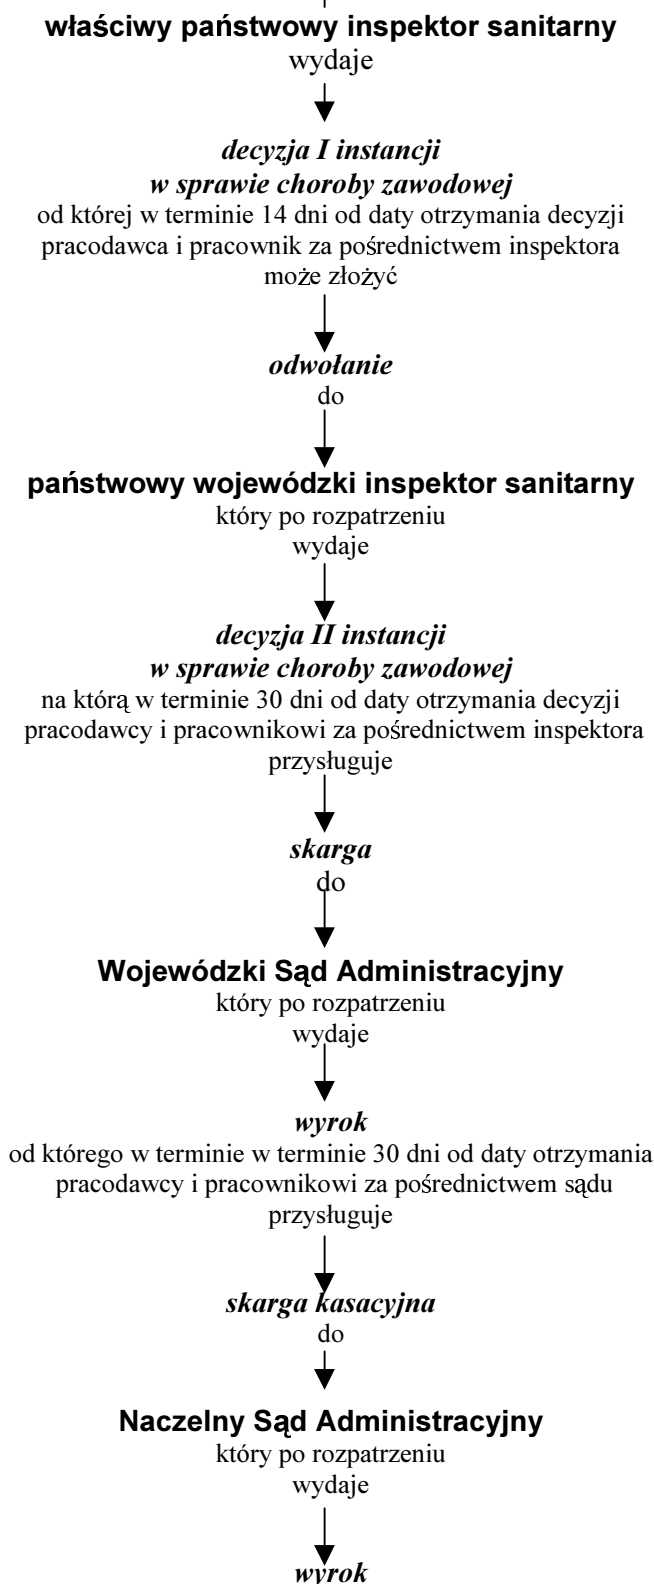 właściwy państwowy inspektor sanitarny
wydaje
decyzja I instancji
w sprawie choroby zawodowej
od której w terminie 14 dni od daty otrzymania decyzji
pracodawca i pracownik za pośrednictwem inspektora
może złożyć
odwołanie
do
państwowy wojewódzki inspektor sanitarny
który po rozpatrzeniu
wydaje
decyzja II instancji
w sprawie choroby zawodowej
na którą w terminie 30 dni od daty otrzymania decyzji
pracodawcy i pracownikowi za pośrednictwem inspektora
przysługuje
skarga
do
Wojewódzki Sąd Administracyjny
który po rozpatrzeniu
wydaje
wyrok
od którego w terminie w terminie 30 dni od daty otrzymania
pracodawcy i pracownikowi za pośrednictwem sądu
przysługuje
skarga kasacyjna
do
Naczelny Sąd Administracyjny
który po rozpatrzeniu
wydaje
wyrok